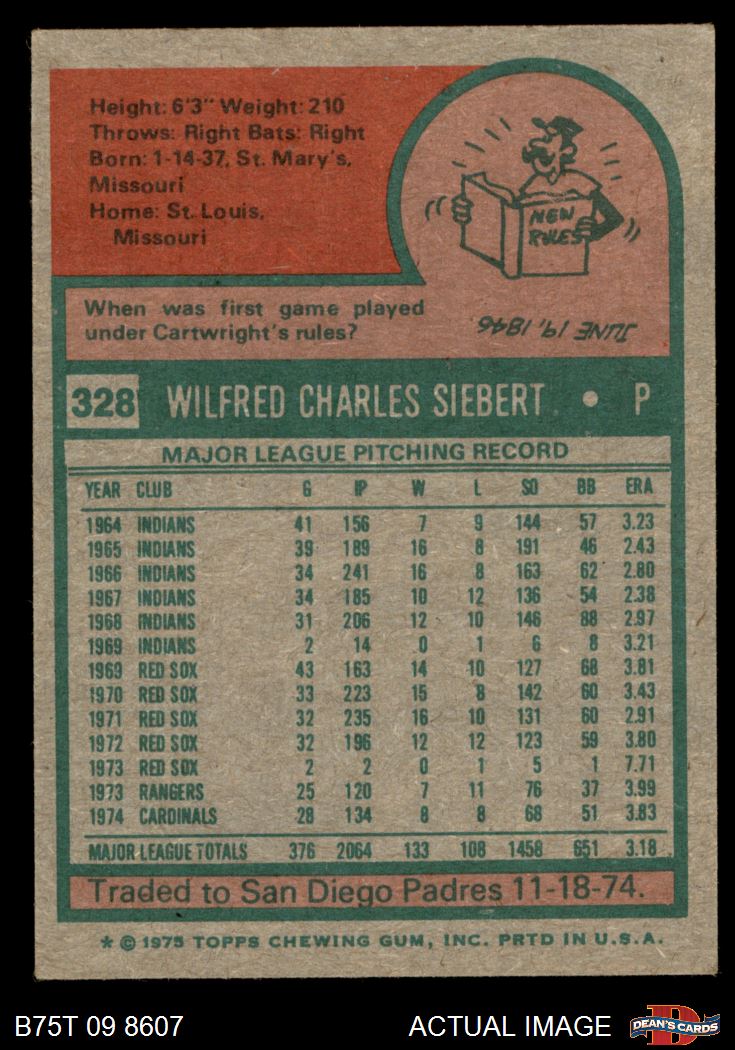 Height: 6'3" Weight: 210
Throws: Right Bats: Right
Born: 1-14-37, St. Mary's,
Missouri
Home: St. Louis,
Missouri
NEW
RULES
When was first game played
under Cartwright's rules?
JUNE 19, 1846
328 WILFRED CHARLES SIEBERT • P
MAJOR LEAGUE PITCHING RECORD
YEAR CLUB G IP W L SO BB ERA
1964 INDIANS 41 156 7 9 144 57 3.23
1965 INDIANS 39 189 16 8 191 46 2.43
1966 INDIANS 34 241 16 8 163 62 2.80
1967 INDIANS 34 185 10 12 136 54 2.38
1968 INDIANS 31 206 12 10 146 88 2.97
1969 INDIANS 2 14 0 1 6 8 3.21
1969 RED SOX 43 163 14 10 127 68 3.81
1970 RED SOX 33 223 15 8 142 60 3.43
1971 RED SOX 32 235 16 10 131 60 2.91
1972 RED SOX 32 196 12 12 123 59 3.80
1973 RED SOX 2 2 0 1 5 1 7.71
1973 RANGERS 25 120 7 11 76 37 3.99
1974 CARDINALS 28 134 8 8 68 51 3.83
MAJOR LEAGUE TOTALS 376 2064 133 108 1458 651 3.18
Traded to San Diego Padres 11-18-74.
* © 1975 TOPPS CHEWING GUM, INC. PRTD IN U.S.A.
B75T 09 8607 ACTUAL IMAGE DEAN'S CARDS